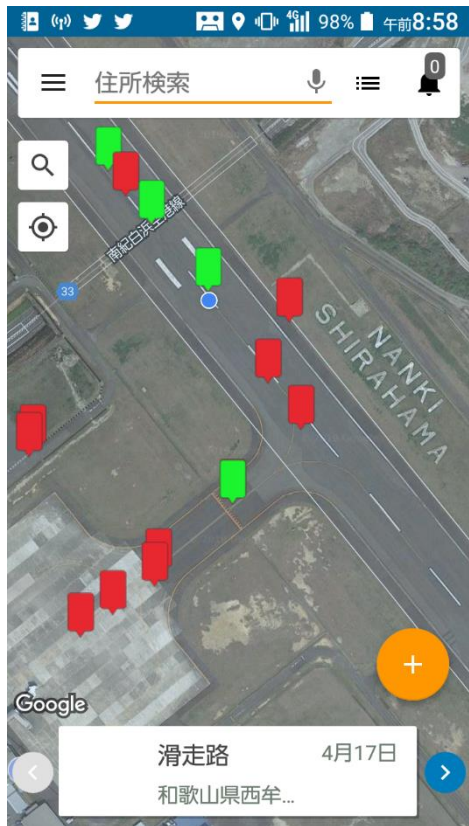 4G 98% 午前8:58
住所検索
0
南紀白浜空港線
33
NANKI
SHIRAHAMA
+
Google
滑走路 4月17日
和歌山県西牟...